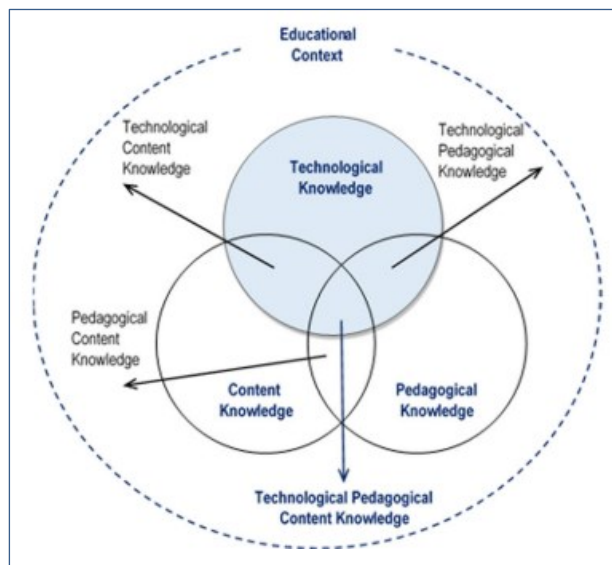 Educational
Context
Technological
Content
Knowledge
Technological
Pedagogical
Knowledge
Technological
Knowledge
Pedagogical
Content
Knowledge
Content
Knowledge
Pedagogical
Knowledge
Technological Pedagogical
Content Knowledge